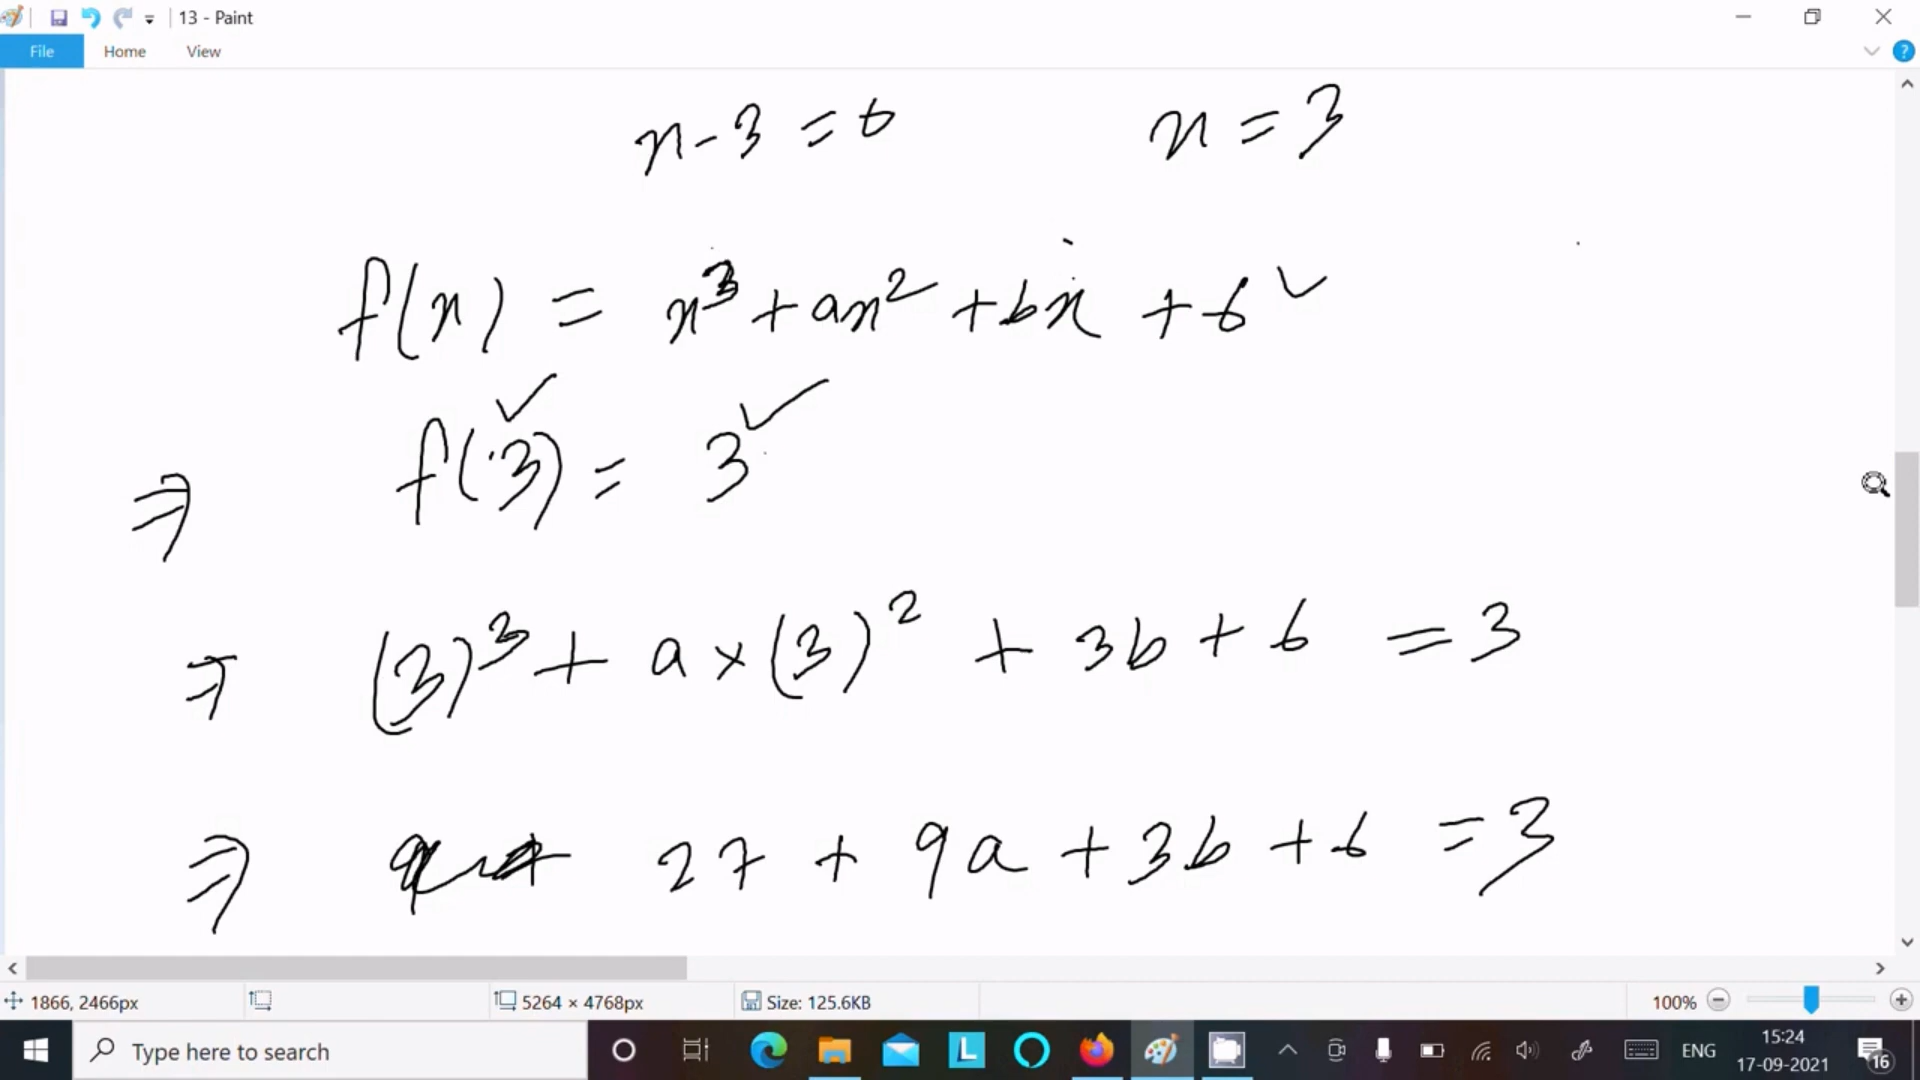 13 - Paint
File Home View
x-3=0 x=3
f(x) = x³+ax²+bx+6
⇒ f(3) = 3
⇒ (3)³+ a×(3)² + 3b+6 =3
⇒ 27 + 9a+3b+6 =3
1866, 2466px 5264 × 4768px Size: 125.6KB 100%
Type here to search L ENG 15:24
17-09-2021 16